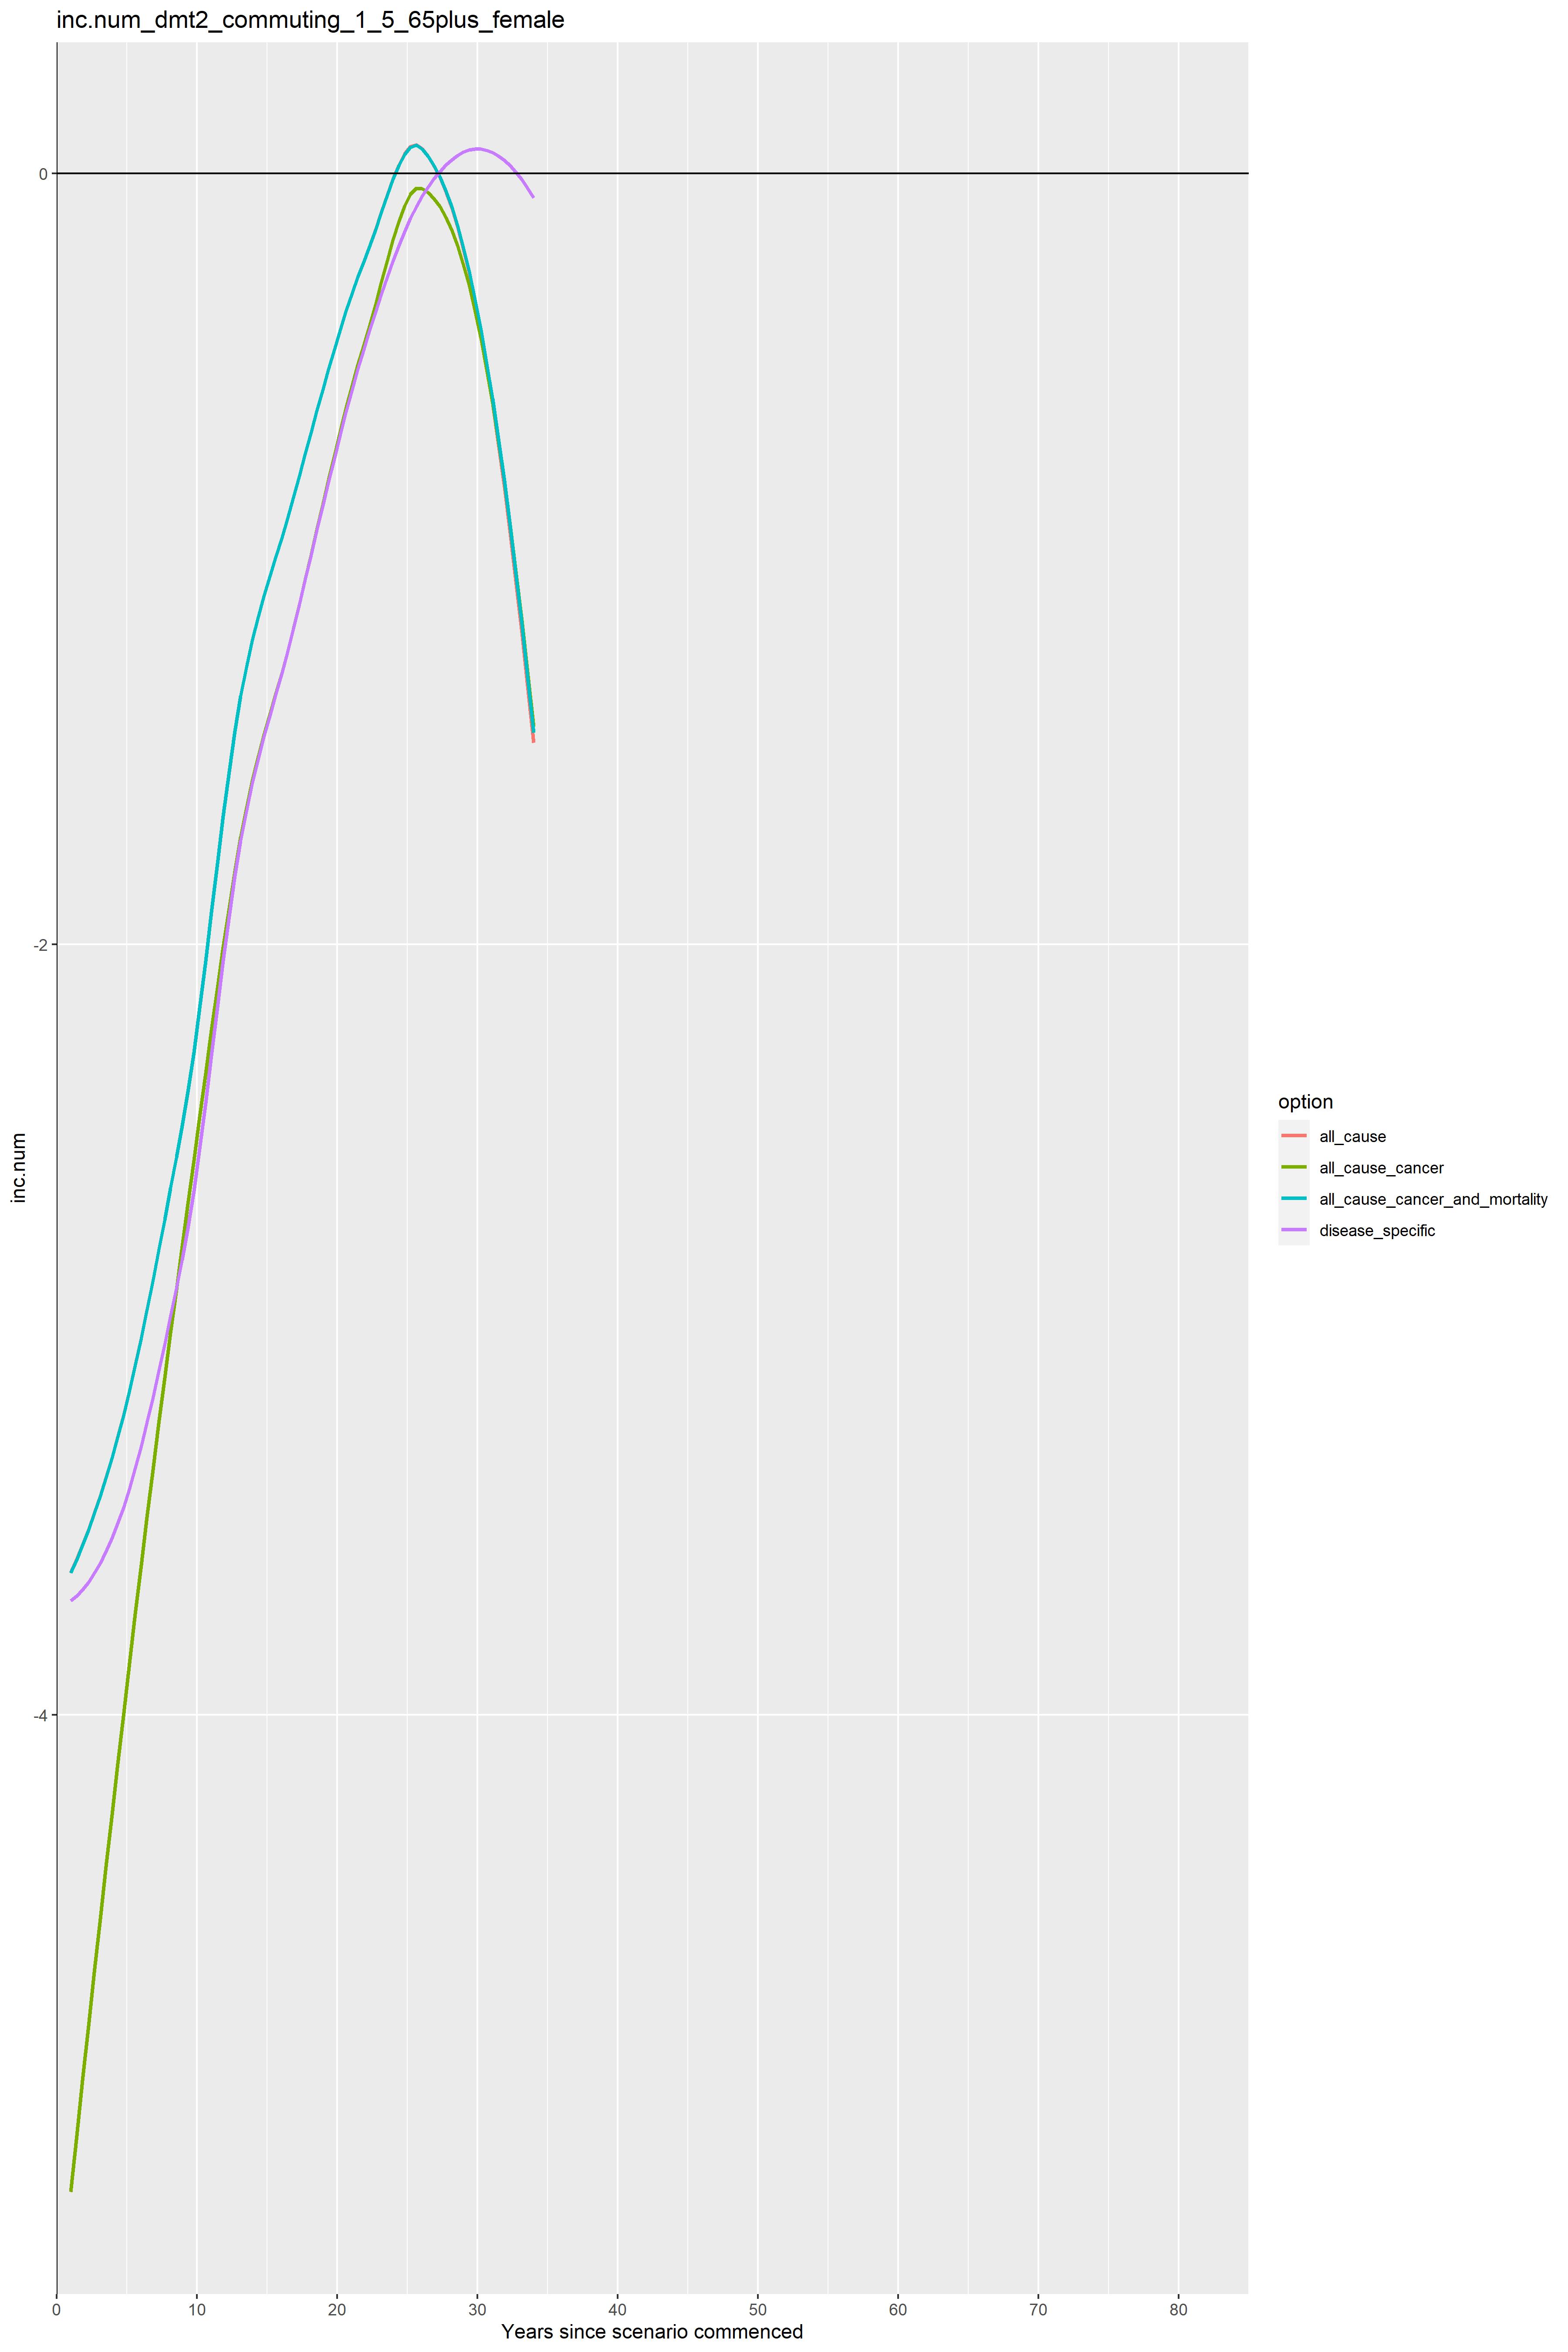 inc.num_dmt2_commuting_1_5_65plus_female
inc.num
0
-2
-4
0 10 20 30 40 50 60 70 80
Years since scenario commenced
option
all_cause
all_cause_cancer
all_cause_cancer_and_mortality
disease_specific